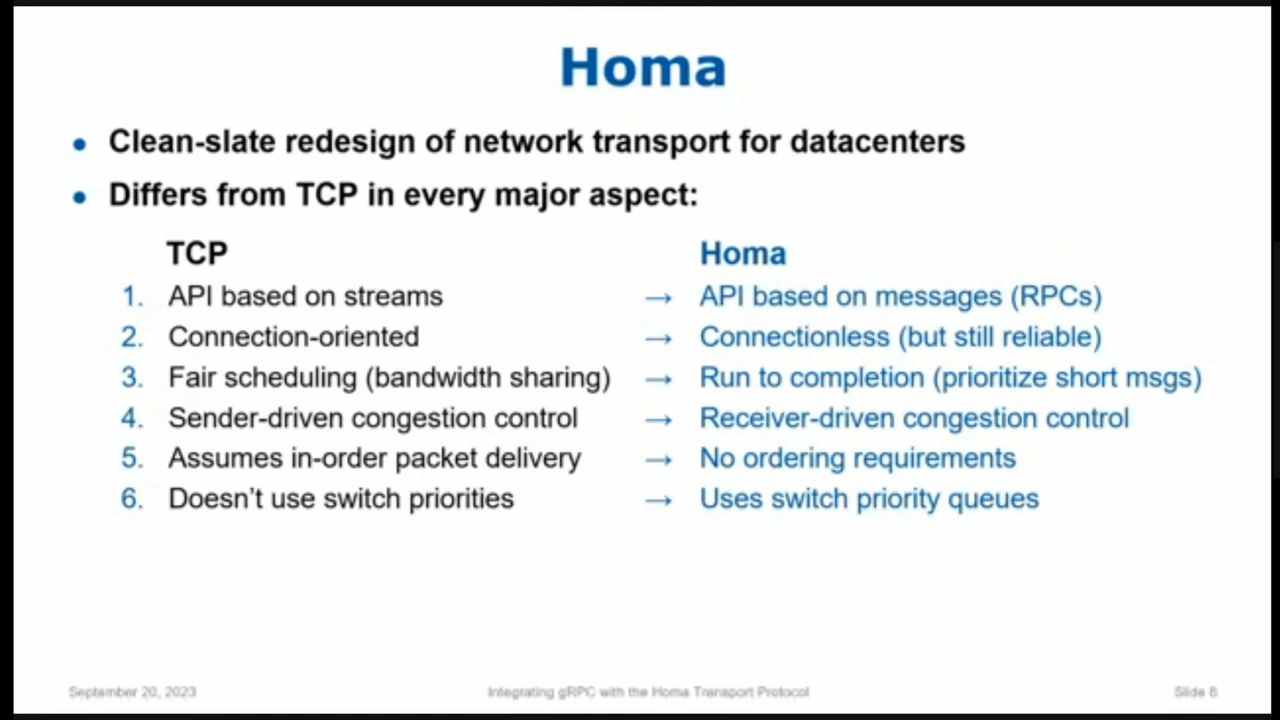 Homa
• Clean-slate redesign of network transport for datacenters
• Differs from TCP in every major aspect:
TCP Homa
1. API based on streams → API based on messages (RPCs)
2. Connection-oriented → Connectionless (but still reliable)
3. Fair scheduling (bandwidth sharing) → Run to completion (prioritize short msgs)
4. Sender-driven congestion control → Receiver-driven congestion control
5. Assumes in-order packet delivery → No ordering requirements
6. Doesn't use switch priorities → Uses switch priority queues
September 20, 2023 Integrating gRPC with the Homa Transport Protocol Slide 6